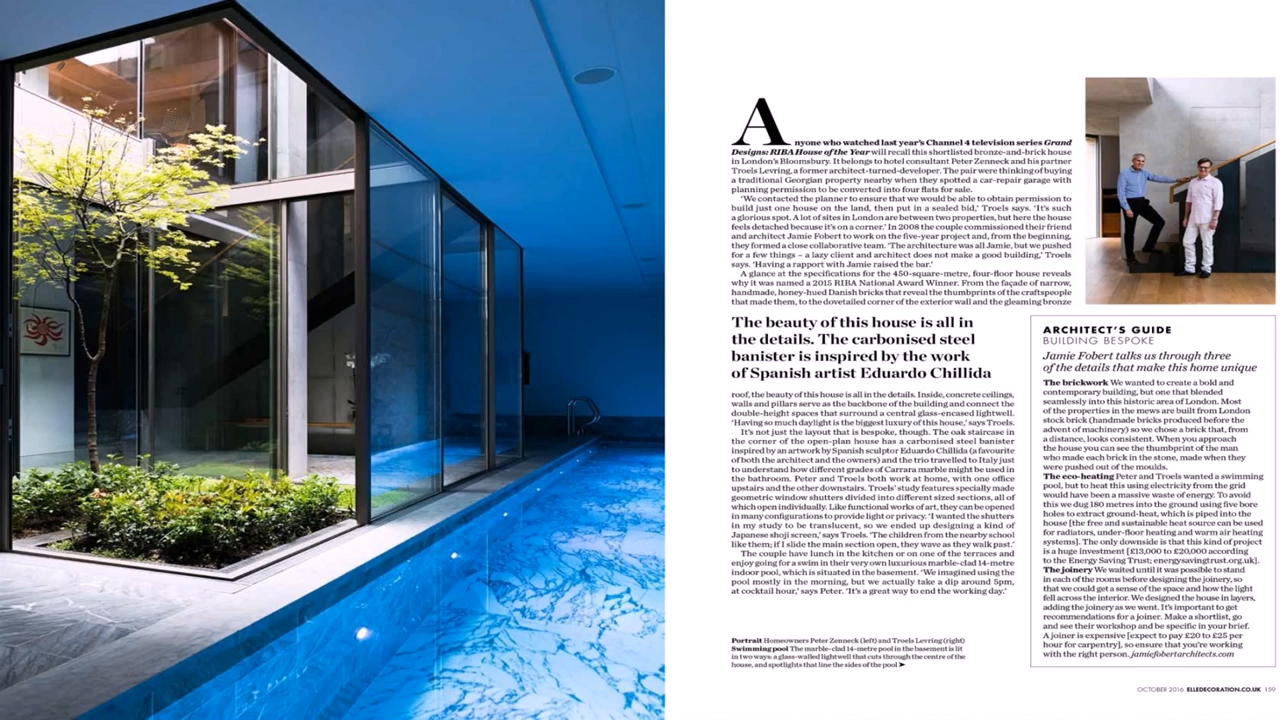 Anyone who watched last year's Channel 4 television series Grand
Designs: RIBA House of the Year will recall this shortlisted bronze-and-brick house
in London's Bloomsbury. It belongs to hotel consultant Peter Zenneck and his partner
Troels Levring, a former architect-turned-developer. The pair were thinking of buying
a traditional Georgian property nearby when they spotted a car-repair garage with
planning permission to be converted into four flats for sale.
'We contacted the planner to ensure that we would be able to obtain permission to
build just one house on the land, then put in a sealed bid,' Troels says. 'It's such
a glorious spot. A lot of sites in London are between two properties, but here the house
feels detached because it's on a corner.' In 2008 the couple commissioned their friend
and architect Jamie Fobert to work on the five-year project and, from the beginning,
they formed a close collaborative team. 'The architecture was all Jamie, but we pushed
for a few things – a lazy client and architect does not make a good building,' Troels
says. 'Having a rapport with Jamie raised the bar.'
A glance at the specifications for the 450-square-metre, four-floor house reveals
why it was named a 2015 RIBA National Award Winner. From the façade of narrow,
handmade, honey-hued Danish bricks that reveal the thumbprints of the craftspeople
that made them, to the dovetailed corner of the exterior wall and the gleaming bronze
The beauty of this house is all in
the details. The carbonised steel
banister is inspired by the work
of Spanish artist Eduardo Chillida
roof, the beauty of this house is all in the details. Inside, concrete ceilings,
walls and pillars serve as the backbone of the building and connect the
double-height spaces that surround a central glass-encased lightwell.
'Having so much daylight is the biggest luxury of this house,' says Troels.
It's not just the layout that is bespoke, though. The oak staircase in
the corner of the open-plan house has a carbonised steel banister
inspired by an artwork by Spanish sculptor Eduardo Chillida (a favourite
of both the architect and the owners) and the trio travelled to Italy just
to understand how different grades of Carrara marble might be used in
the bathroom. Peter and Troels both work at home, with one office
upstairs and the other downstairs. Troels' study features specially made
geometric window shutters divided into different sized sections, all of
which open individually. Like functional works of art, they can be opened
in many configurations to provide light or privacy. 'I wanted the shutters
in my study to be translucent, so we ended up designing a kind of
Japanese shoji screen,' says Troels. 'The children from the nearby school
like them; if I slide the main section open, they wave as they walk past.'
The couple have lunch in the kitchen or on one of the terraces and
enjoy going for a swim in their very own luxurious marble-clad 14-metre
indoor pool, which is situated in the basement. 'We imagined using the
pool mostly in the morning, but we actually take a dip around 5pm,
at cocktail hour,' says Peter. 'It's a great way to end the working day.'
Portrait Homeowners Peter Zenneck (left) and Troels Levring (right)
Swimming pool The marble-clad 14-metre pool in the basement is lit
in two ways: a glass-walled lightwell that cuts through the centre of the
house, and spotlights that line the sides of the pool ➤
ARCHITECT'S GUIDE
BUILDING BESPOKE
Jamie Fobert talks us through three
of the details that make this home unique
The brickwork We wanted to create a bold and
contemporary building, but one that blended
seamlessly into this historic area of London. Most
of the properties in the mews are built from London
stock brick (handmade bricks produced before the
advent of machinery) so we chose a brick that, from
a distance, looks consistent. When you approach
the house you can see the thumbprint of the man
who made each brick in the stone, made when they
were pushed out of the moulds.
The eco-heating Peter and Troels wanted a swimming
pool, but to heat this using electricity from the grid
would have been a massive waste of energy. To avoid
this we dug 180 metres into the ground using five bore
holes to extract ground-heat, which is piped into the
house [the free and sustainable heat source can be used
for radiators, under-floor heating and warm air heating
systems]. The only downside is that this kind of project
is a huge investment [£13,000 to £20,000 according
to the Energy Saving Trust; energysavingtrust.org.uk].
The joinery We waited until it was possible to stand
in each of the rooms before designing the joinery, so
that we could get a sense of the space and how the light
fell across the interior. We designed the house in layers,
adding the joinery as we went. It's important to get
recommendations for a joiner. Make a shortlist, go
and see their workshop and be specific in your brief.
A joiner is expensive [expect to pay £20 to £25 per
hour for carpentry], so ensure that you're working
with the right person. jamiefobertarchitects.com
OCTOBER 2016 ELLEDECORATION.CO.UK 159